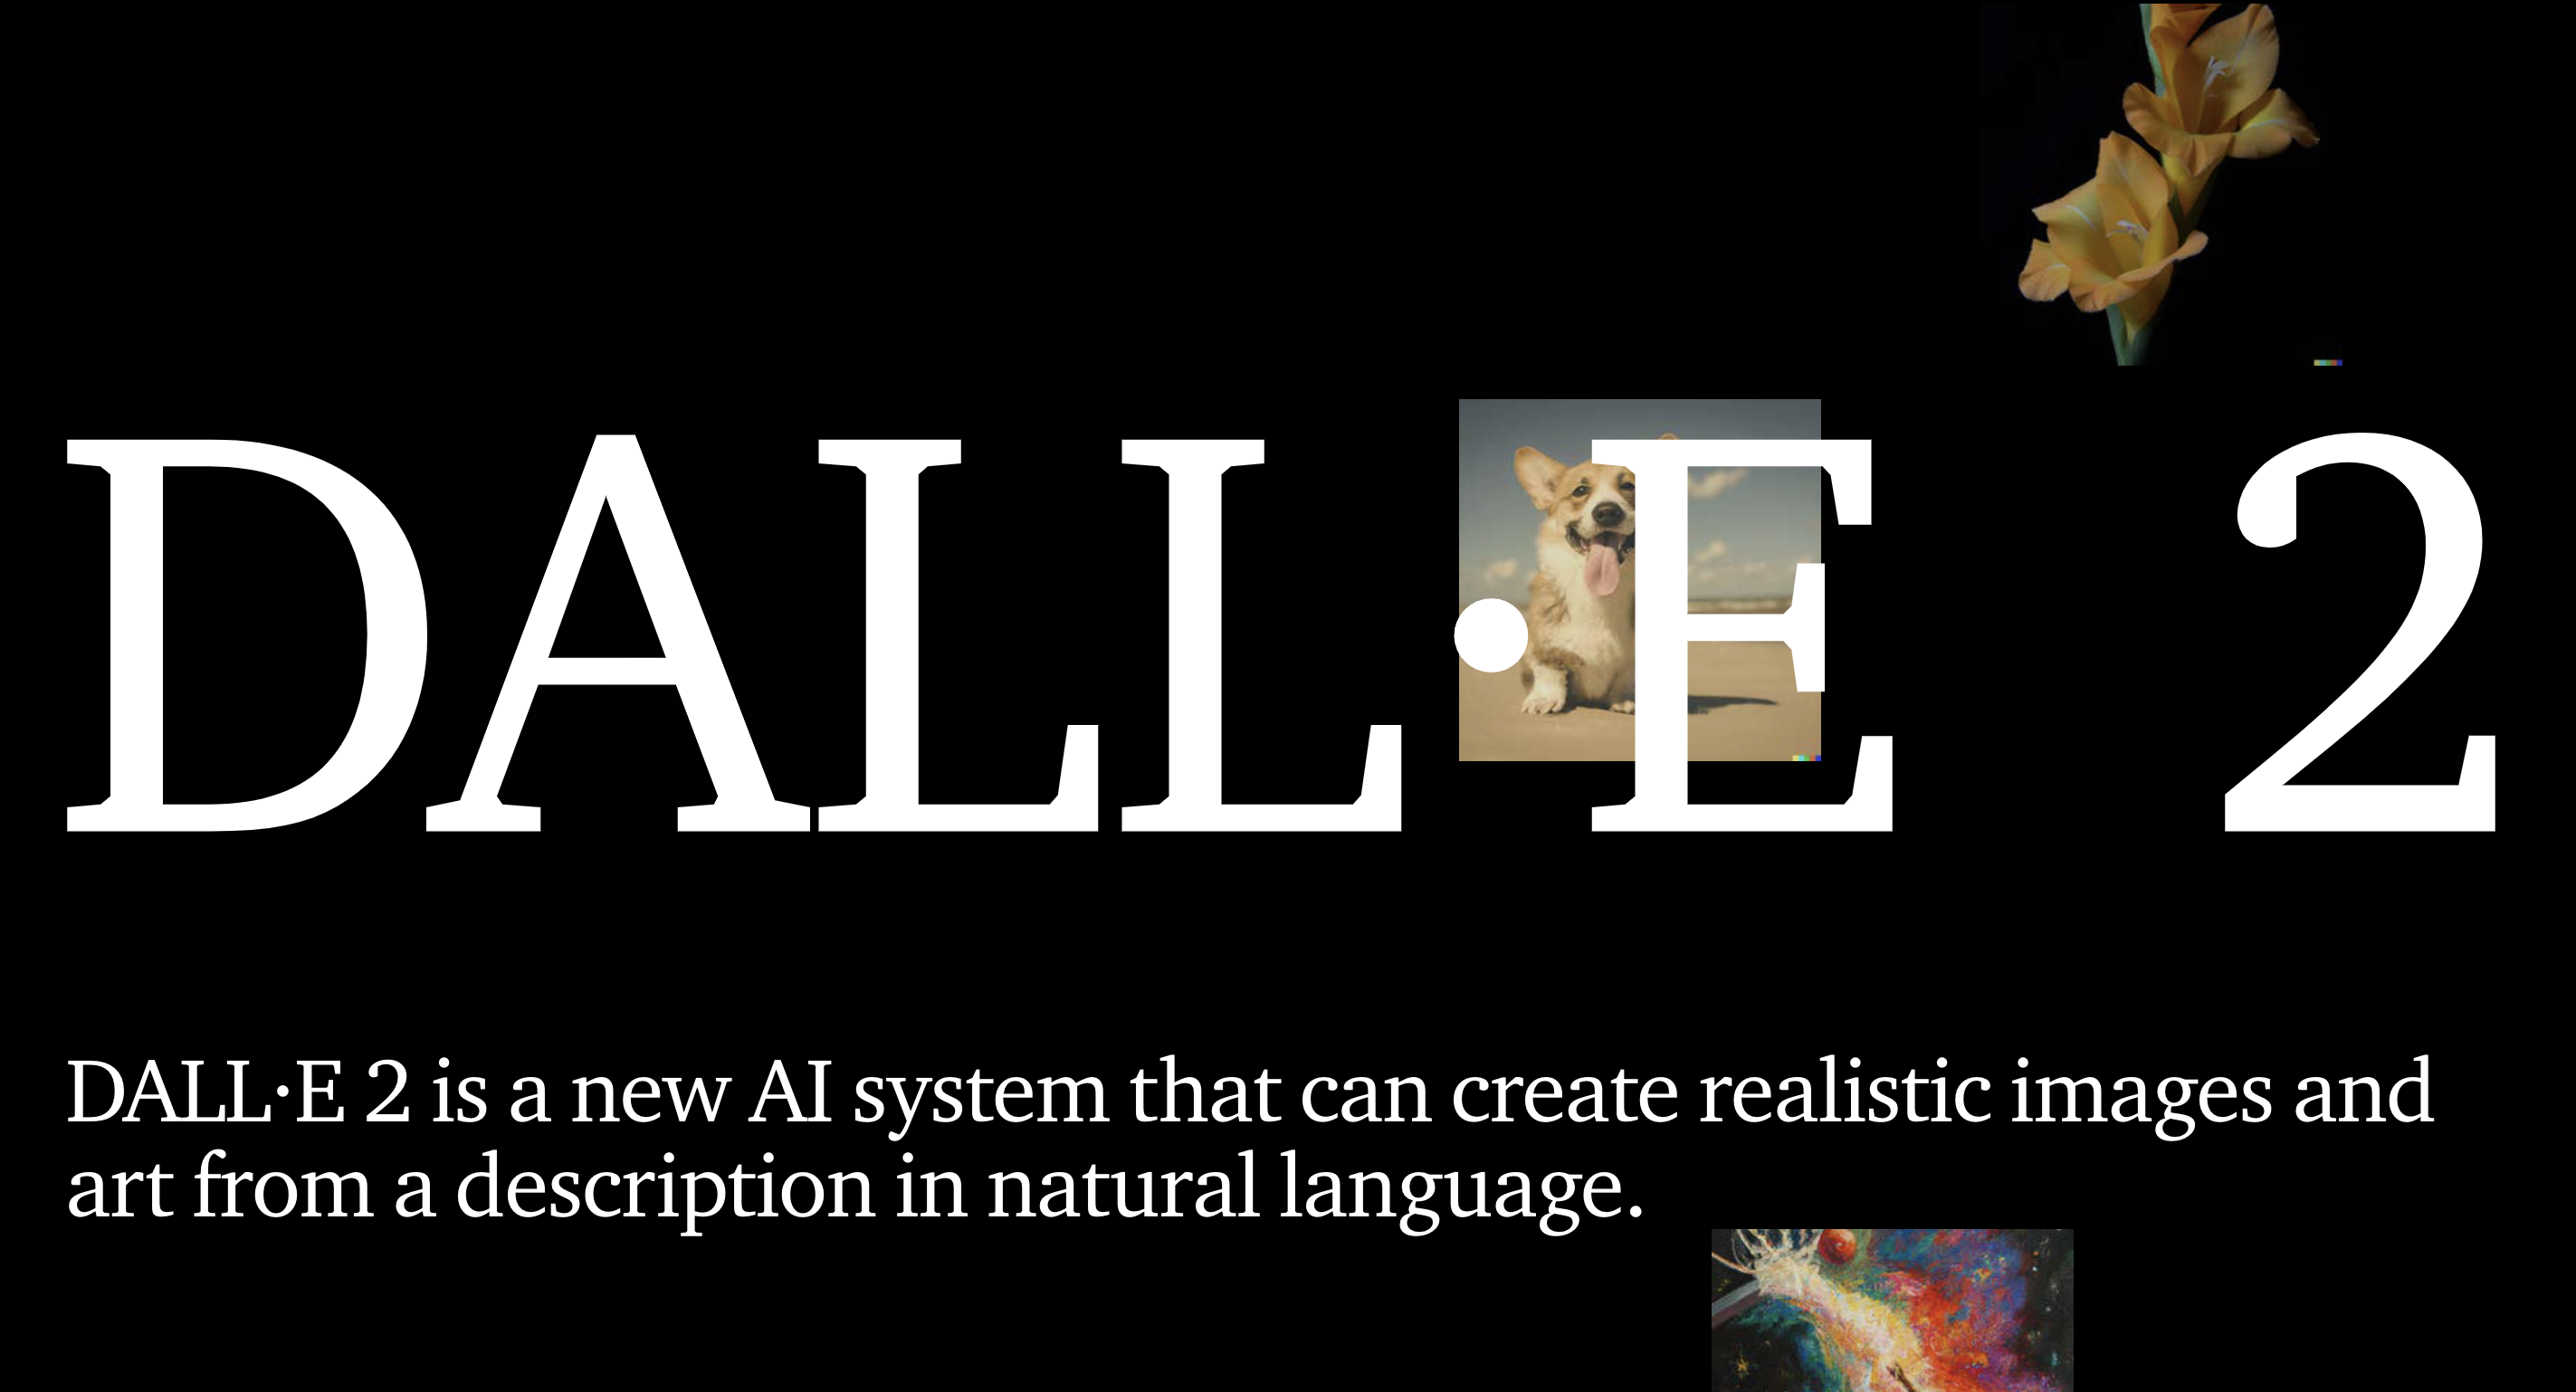 DALL·E 2
DALL·E 2 is a new AI system that can create realistic images and
art from a description in natural language.